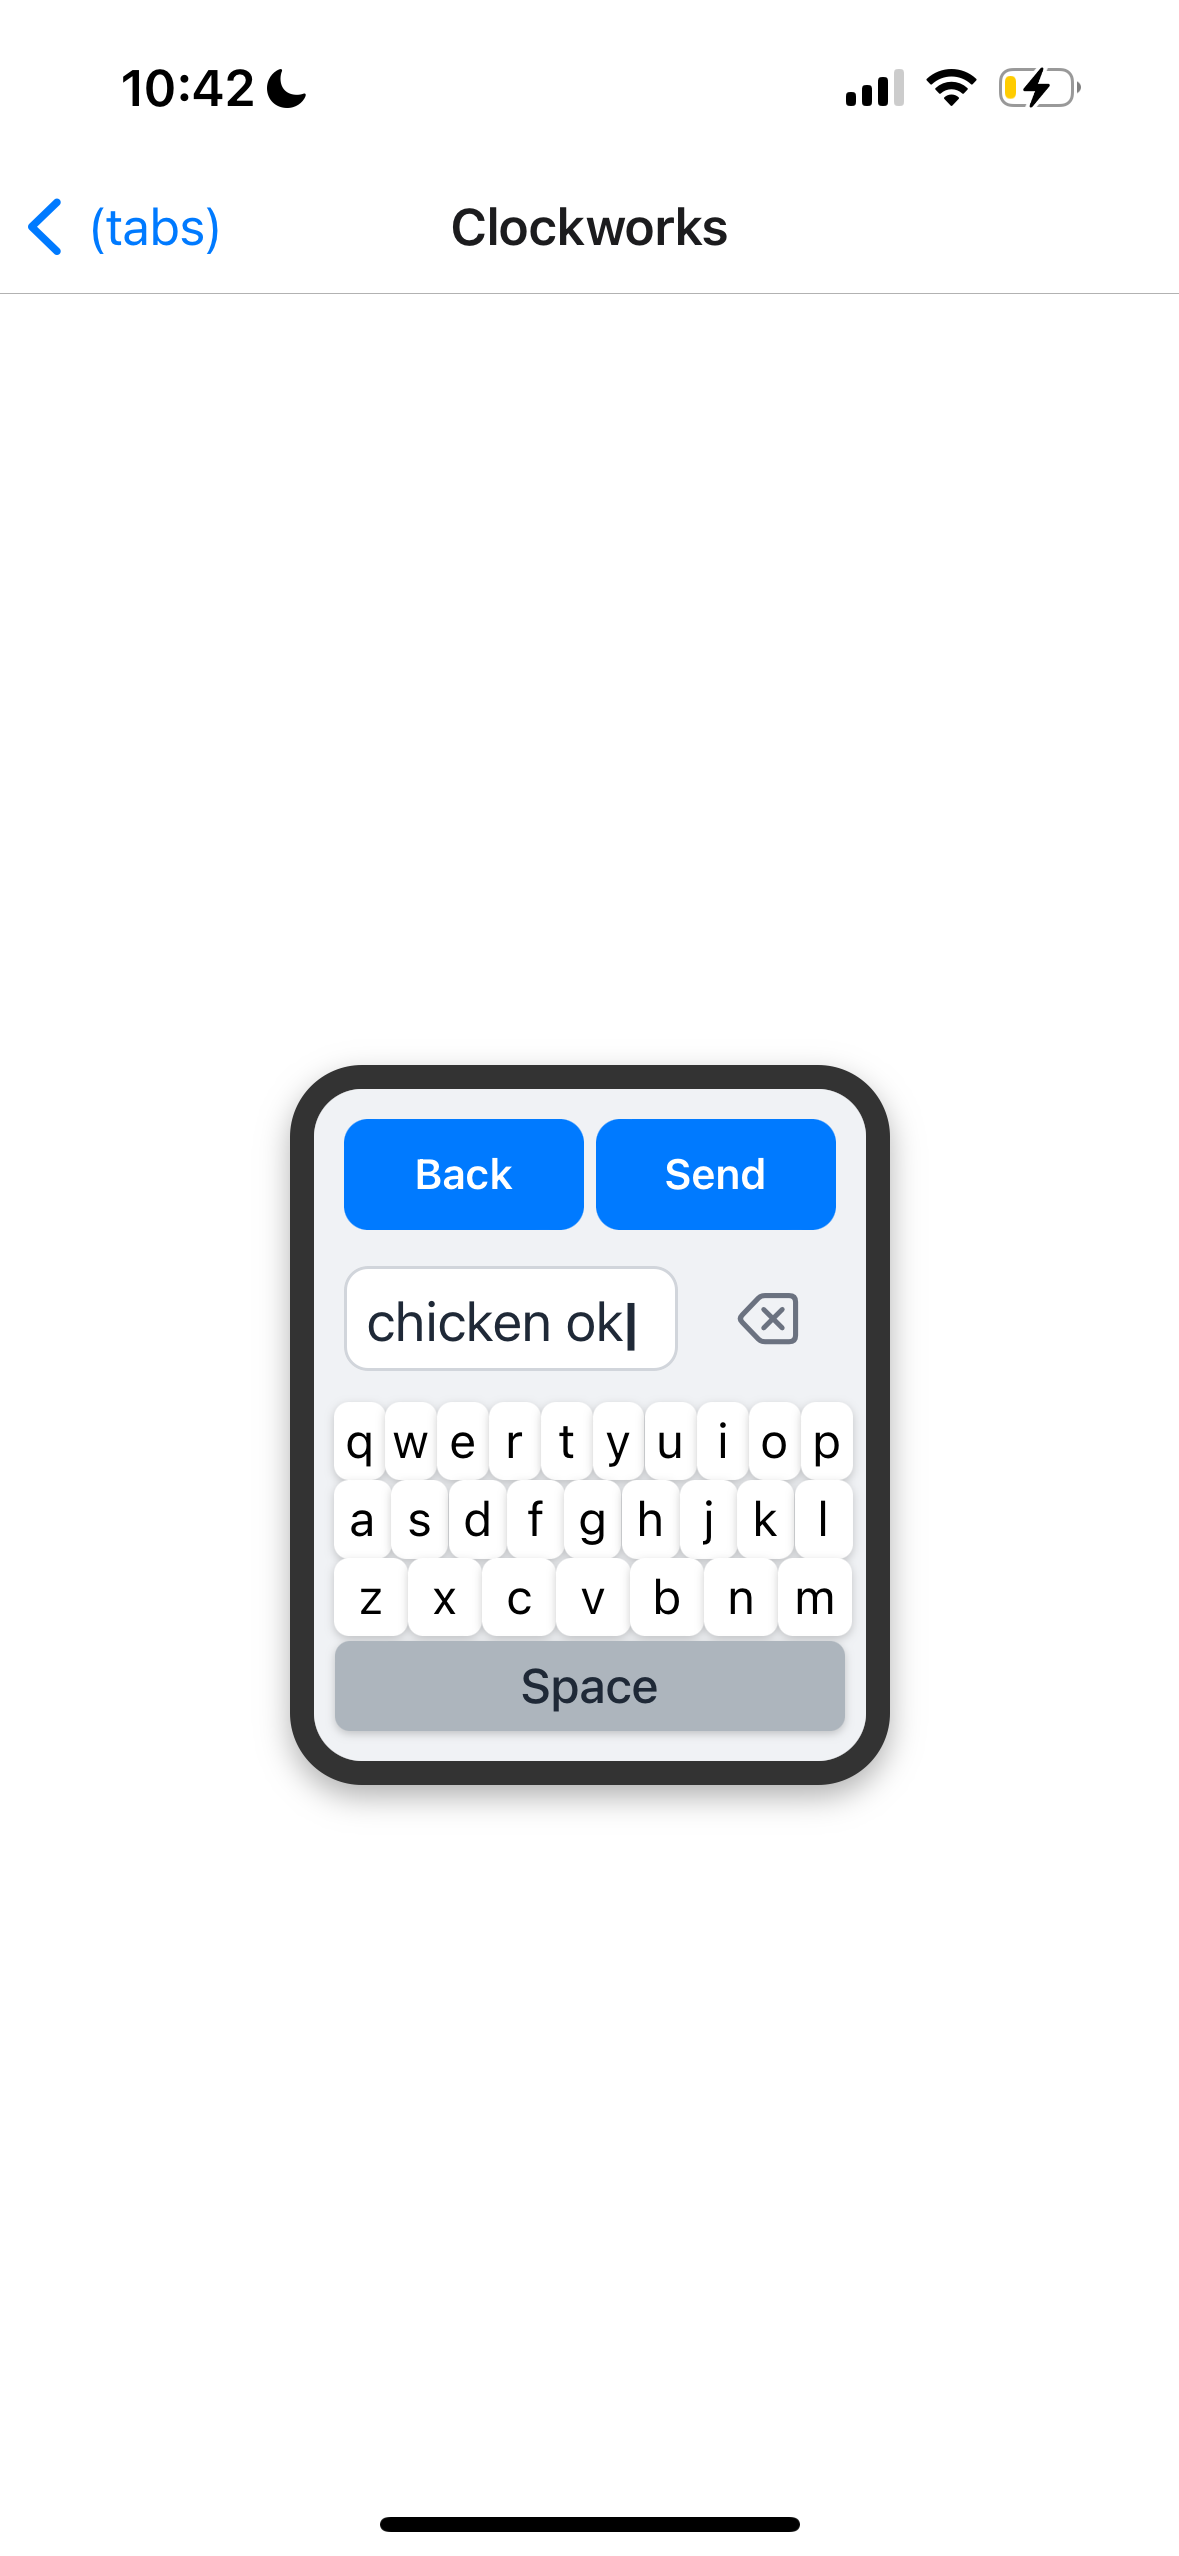 10:42
(tabs) Clockworks
Back Send
chicken ok
q w e r t y u i o p
a s d f g h j k l
z x c v b n m
Space